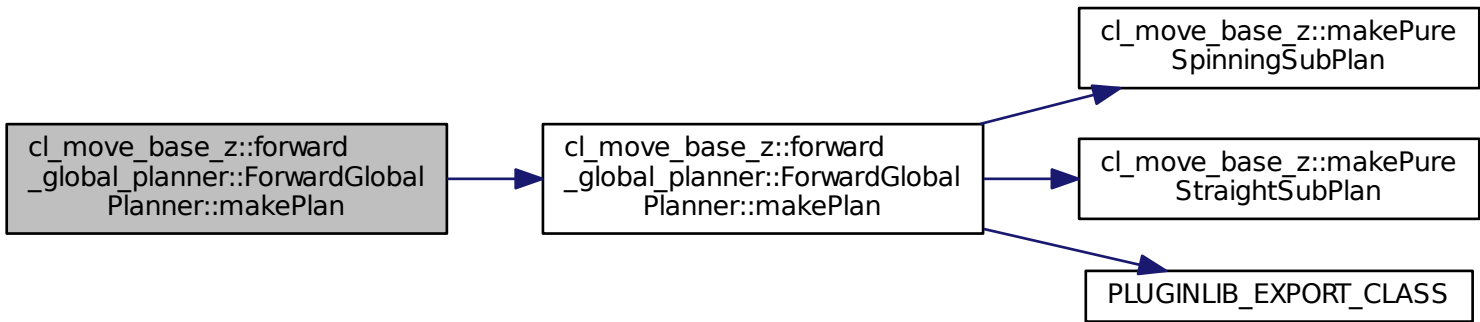 cl_move_base_z::forward
_global_planner::ForwardGlobal
Planner::makePlan
cl_move_base_z::forward
_global_planner::ForwardGlobal
Planner::makePlan
cl_move_base_z::makePure
SpinningSubPlan
cl_move_base_z::makePure
StraightSubPlan
PLUGINLIB_EXPORT_CLASS